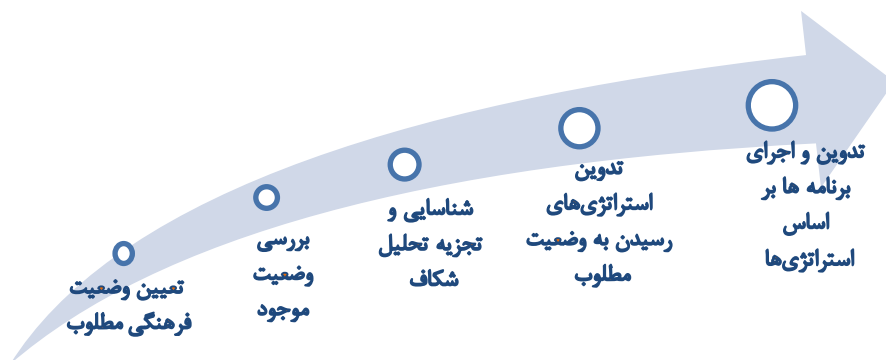 تعیین وضعیت
فرهنگی مطلوب
بررسی
وضعیت
موجود
شناسایی و
تجزیه تحلیل
شکاف
تدوین
استراتژی‌های
رسیدن به وضعیت
مطلوب
تدوین و اجرای
برنامه ها بر
اساس
استراتژی‌ها